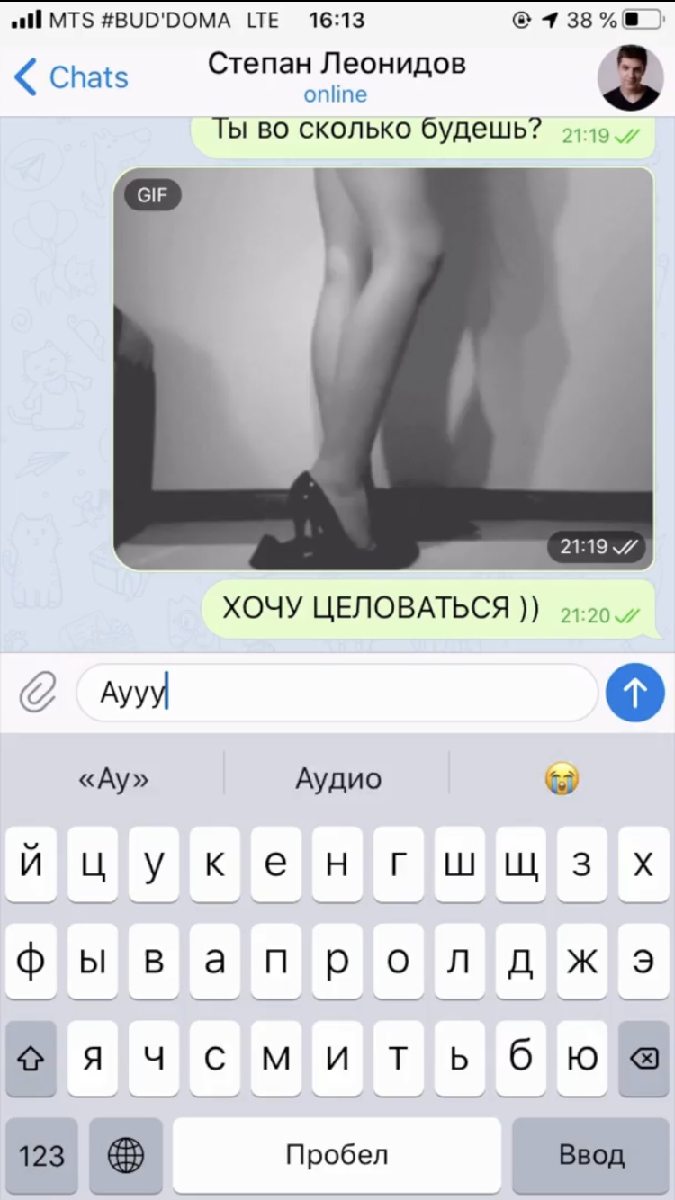 MTS #BUD'DOMA LTE 16:13 38 %
Chats Степан Леонидов
online
Ты во сколько будешь? 21:19
GIF
21:19
ХОЧУ ЦЕЛОВАТЬСЯ )) 21:20
Аууу
«Ау» Аудио
й ц у к е н г ш щ з х
ф ы в а п р о л д ж э
я ч с м и т ь б ю
123 Пробел Ввод